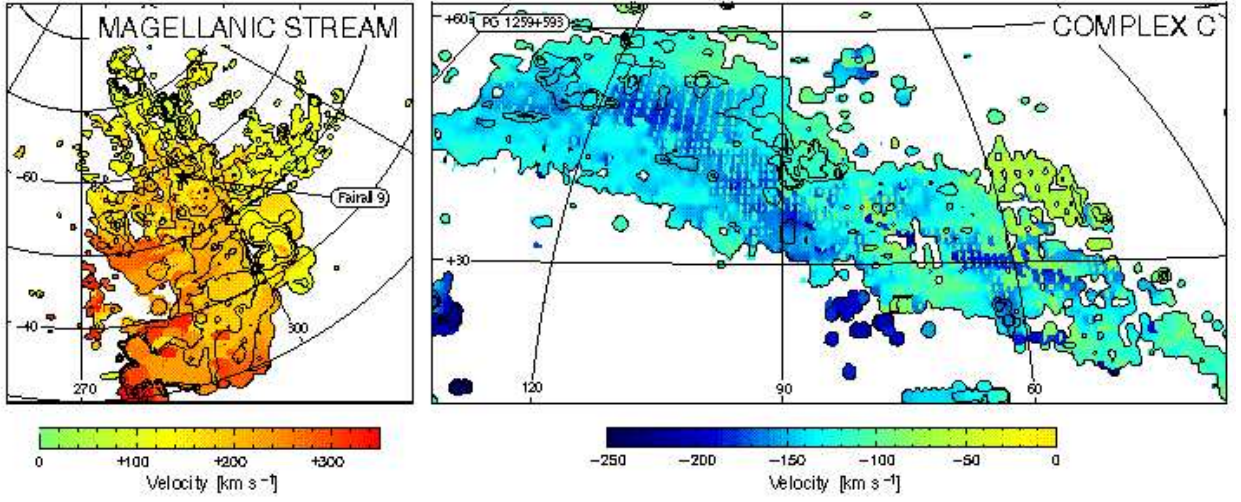 MAGELLANIC STREAM
Fairall 9
-60
-40
270
300
0 +100 +200 +300
Velocity [km s⁻¹]
COMPLEX C
PG 1259+593
+60
+30
120 90 60
-250 -200 -150 -100 -50 0
Velocity [km s⁻¹]